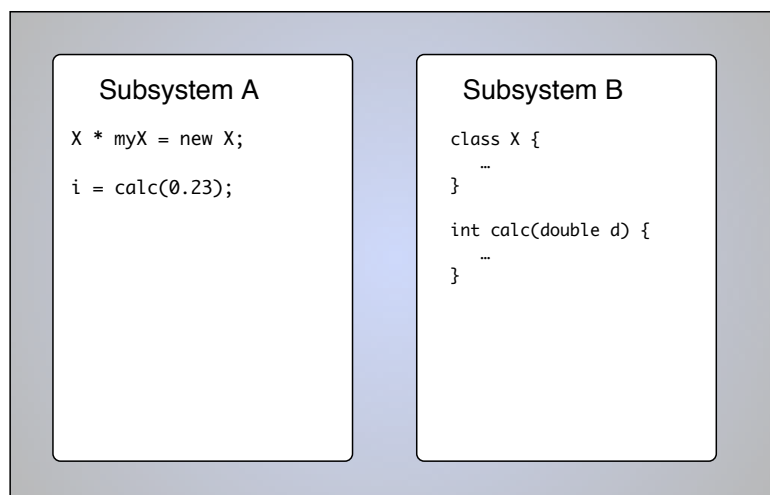 Subsystem A
X * myX = new X;
i = calc(0.23);
Subsystem B
class X {
…
}
int calc(double d) {
…
}